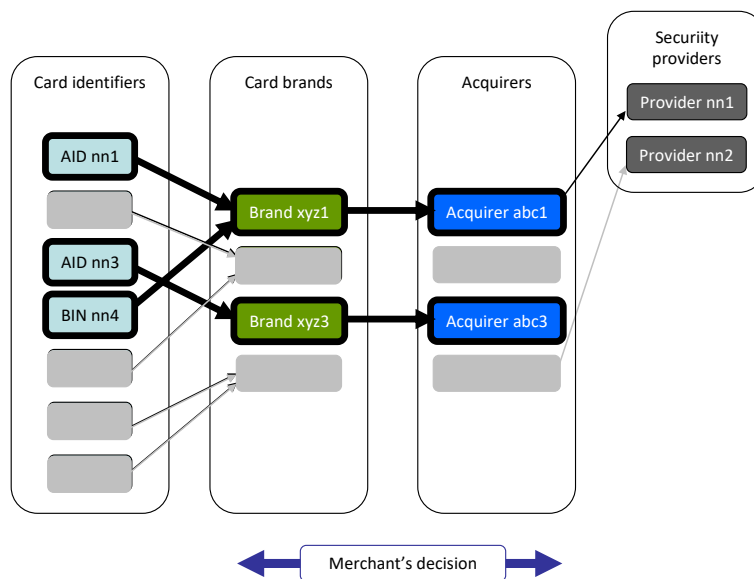 Card identifiers
AID nn1
AID nn3
BIN nn4
Card brands
Brand xyz1
Brand xyz3
Acquirers
Acquirer abc1
Acquirer abc3
Securiity
providers
Provider nn1
Provider nn2
Merchant’s decision